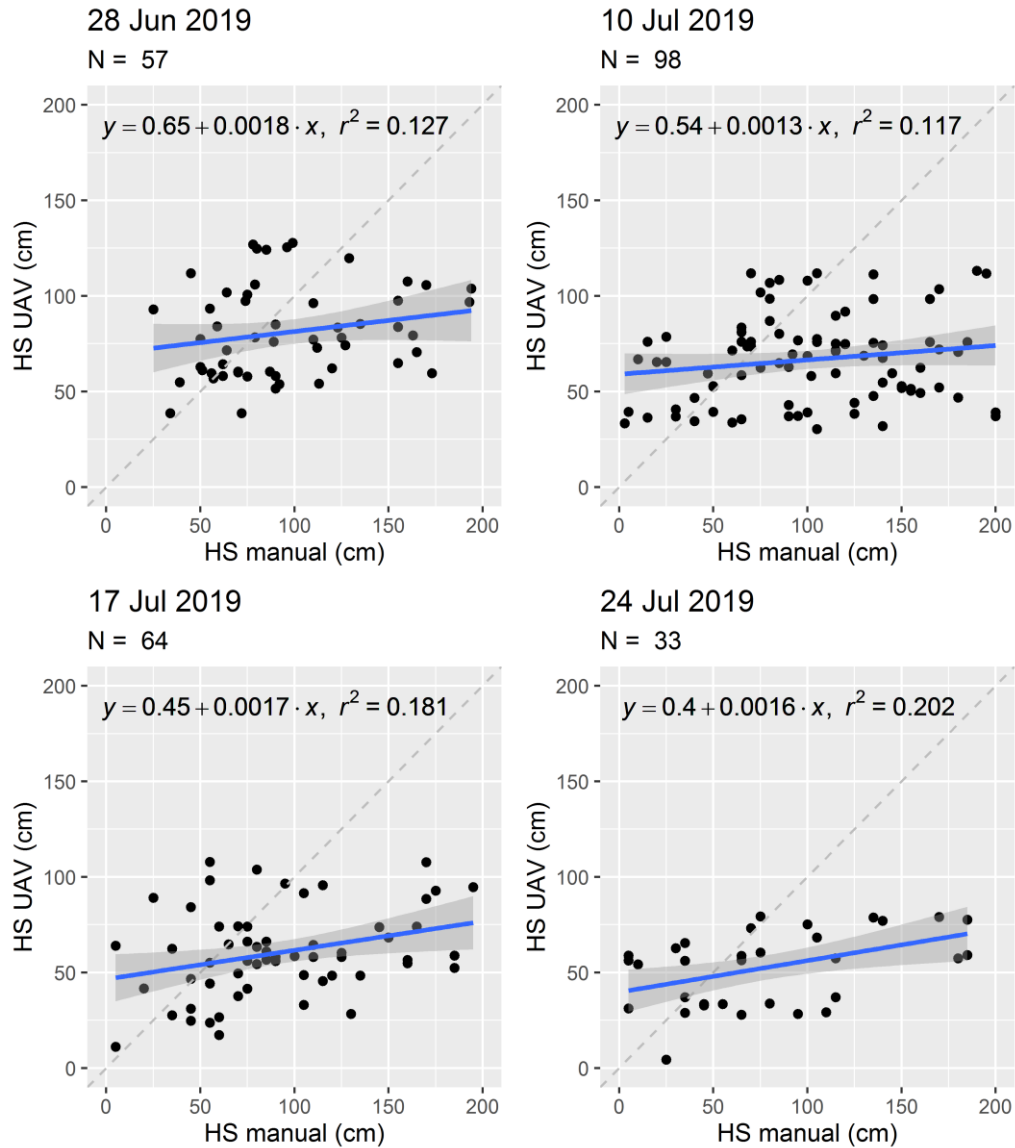 28 Jun 2019
N = 57
y = 0.65 + 0.0018 · x, r² = 0.127
200
150
100
50
0
HS UAV (cm)
0 50 100 150 200
HS manual (cm)
10 Jul 2019
N = 98
y = 0.54 + 0.0013 · x, r² = 0.117
200
150
100
50
0
HS UAV (cm)
0 50 100 150 200
HS manual (cm)
17 Jul 2019
N = 64
y = 0.45 + 0.0017 · x, r² = 0.181
200
150
100
50
0
HS UAV (cm)
0 50 100 150 200
HS manual (cm)
24 Jul 2019
N = 33
y = 0.4 + 0.0016 · x, r² = 0.202
200
150
100
50
0
HS UAV (cm)
0 50 100 150 200
HS manual (cm)